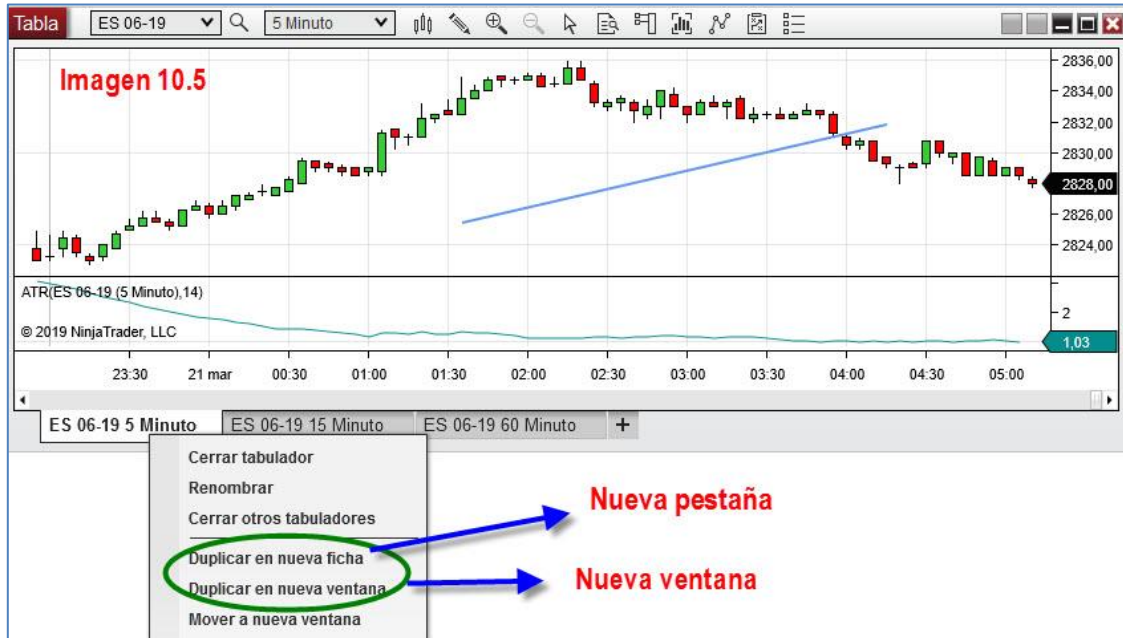 Tabla ES 06-19 5 Minuto
Imagen 10.5
2836,00
2834,00
2832,00
2830,00
2828,00
2826,00
2824,00
ATR(ES 06-19 (5 Minuto),14)
2
© 2019 NinjaTrader, LLC
1,03
23:30 21 mar 00:30 01:00 01:30 02:00 02:30 03:00 03:30 04:00 04:30 05:00
ES 06-19 5 Minuto ES 06-19 15 Minuto ES 06-19 60 Minuto +
Cerrar tabulador
Renombrar
Cerrar otros tabuladores
Nueva pestaña
Duplicar en nueva ficha
Duplicar en nueva ventana
Nueva ventana
Mover a nueva ventana